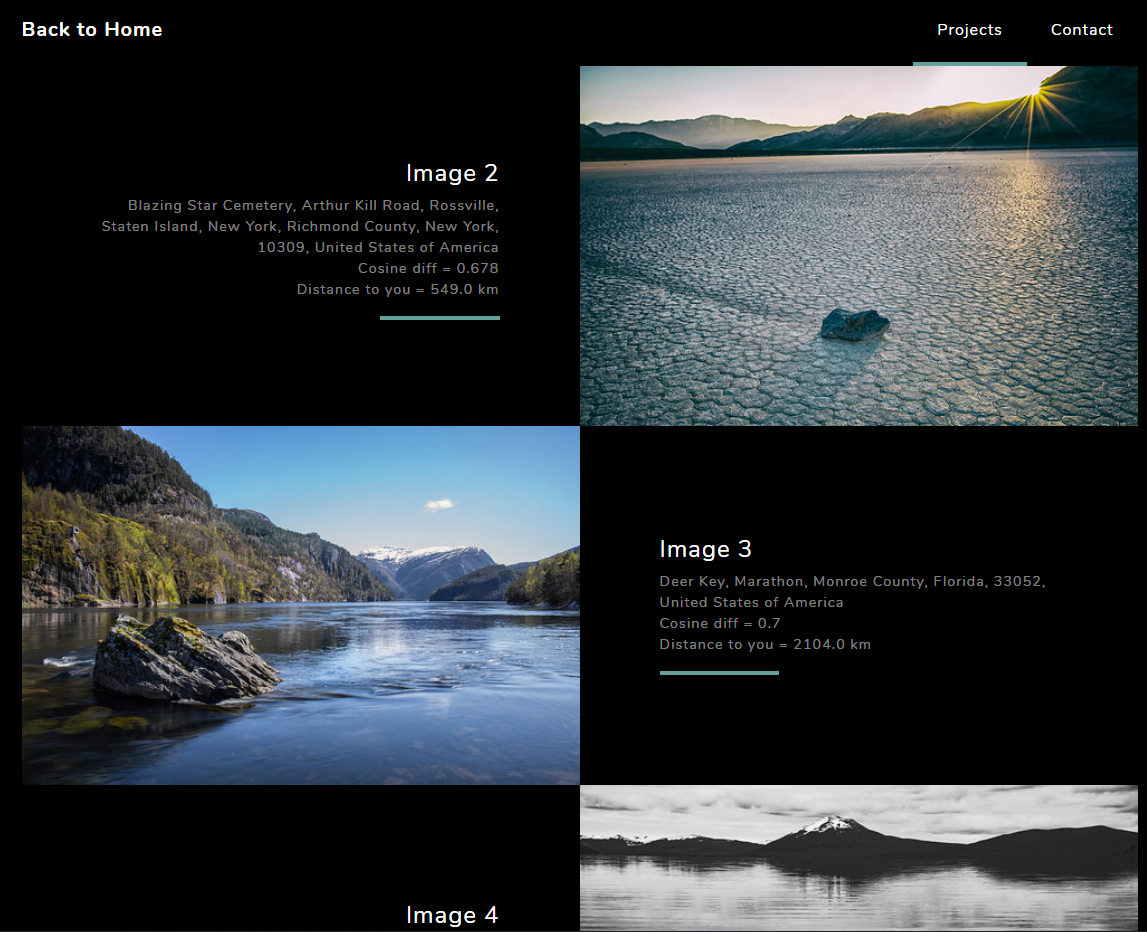 Back to Home
Projects
Contact
Image 2
Blazing Star Cemetery, Arthur Kill Road, Rossville,
Staten Island, New York, Richmond County, New York,
10309, United States of America
Cosine diff = 0.678
Distance to you = 549.0 km
Image 3
Deer Key, Marathon, Monroe County, Florida, 33052,
United States of America
Cosine diff = 0.7
Distance to you = 2104.0 km
Image 4